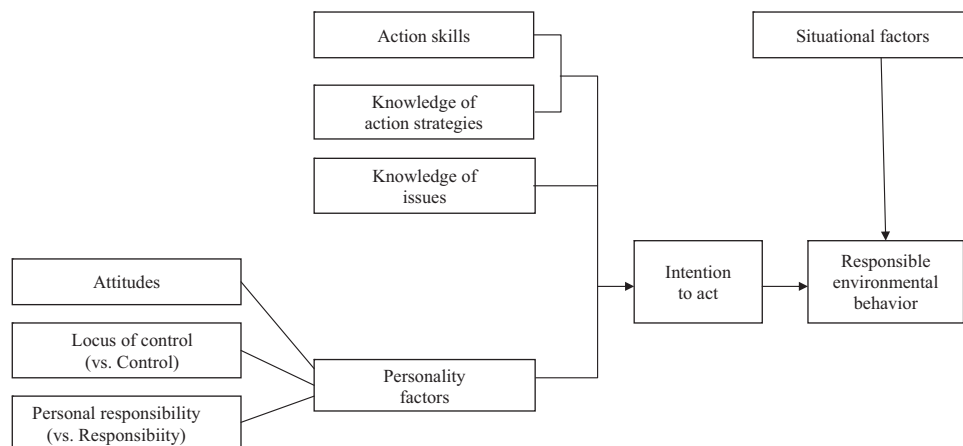 Action skills
Situational factors
Knowledge of
action strategies
Knowledge of
issues
Intention
to act
Responsible
environmental
behavior
Attitudes
Locus of control
(vs. Control)
Personality
factors
Personal responsibility
(vs. Responsibiity)